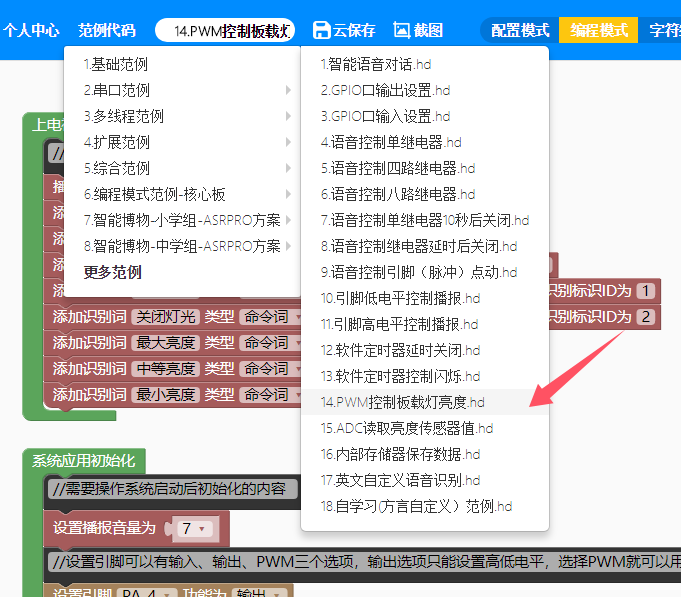 个人中心 范例代码 14.PWM控制板载灯 云保存 截图 配置模式 编程模式 字符
1.基础范例
2.串口范例
3.多线程范例
4.扩展范例
5.综合范例
6.编程模式范例-核心板
7.智能博物-小学组-ASRPRO方案
8.智能博物-中学组-ASRPRO方案
更多范例
1.智能语音对话.hd
2.GPIO口输出设置.hd
3.GPIO口输入设置.hd
4.语音控制单继电器.hd
5.语音控制四路继电器.hd
6.语音控制八路继电器.hd
7.语音控制单继电器10秒后关闭.hd
8.语音控制继电器延时后关闭.hd
9.语音控制引脚（脉冲）点动.hd
10.引脚低电平控制播报.hd
11.引脚高电平控制播报.hd
12.软件定时器延时关闭.hd
13.软件定时器控制闪烁.hd
14.PWM控制板载灯亮度.hd
15.ADC读取亮度传感器值.hd
16.内部存储器保存数据.hd
17.英文自定义语音识别.hd
18.自学习(方言自定义）范例.hd
上电
//
播
添
添
添
添 识别标识ID为 1
添加识别词 关闭灯光 类型 命令词 识别标识ID为 2
添加识别词 最大亮度 类型 命令词
添加识别词 中等亮度 类型 命令词
添加识别词 最小亮度 类型 命令词
系统应用初始化
//需要操作系统启动后初始化的内容
设置播报音量为 7
//设置引脚可以有输入、输出、PWM三个选项，输出选项只能设置高低电平，选择PWM就可以用
设置引脚 PA_4 功能为 输出